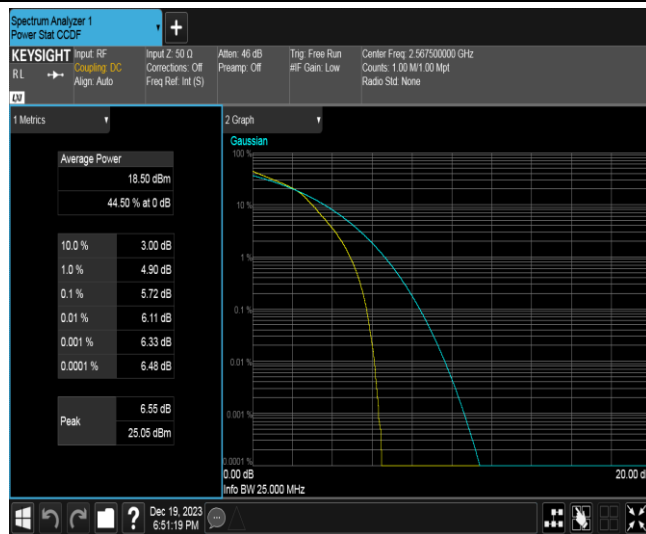 Spectrum Analyzer 1
Power Stat CCDF
+
KEYSIGHT
RL
LXI
Input: RF
Coupling: DC
Align: Auto
Input Z: 50 Ω
Corrections: Off
Freq Ref: Int (S)
Atten: 46 dB
Preamp: Off
Trig: Free Run
#IF Gain: Low
Center Freq: 2.567500000 GHz
Counts: 1.00 M/1.00 Mpt
Radio Std: None
1 Metrics
Average Power
18.50 dBm
44.50 % at 0 dB
10.0 % 3.00 dB
1.0 % 4.90 dB
0.1 % 5.72 dB
0.01 % 6.11 dB
0.001 % 6.33 dB
0.0001 % 6.48 dB
Peak
6.55 dB
25.05 dBm
2 Graph
Gaussian
100 %
10 %
1 %
0.1 %
0.01 %
0.001 %
0.0001 %
0.00 dB 20.00 d
Info BW 25.000 MHz
?
Dec 19, 2023
6:51:19 PM